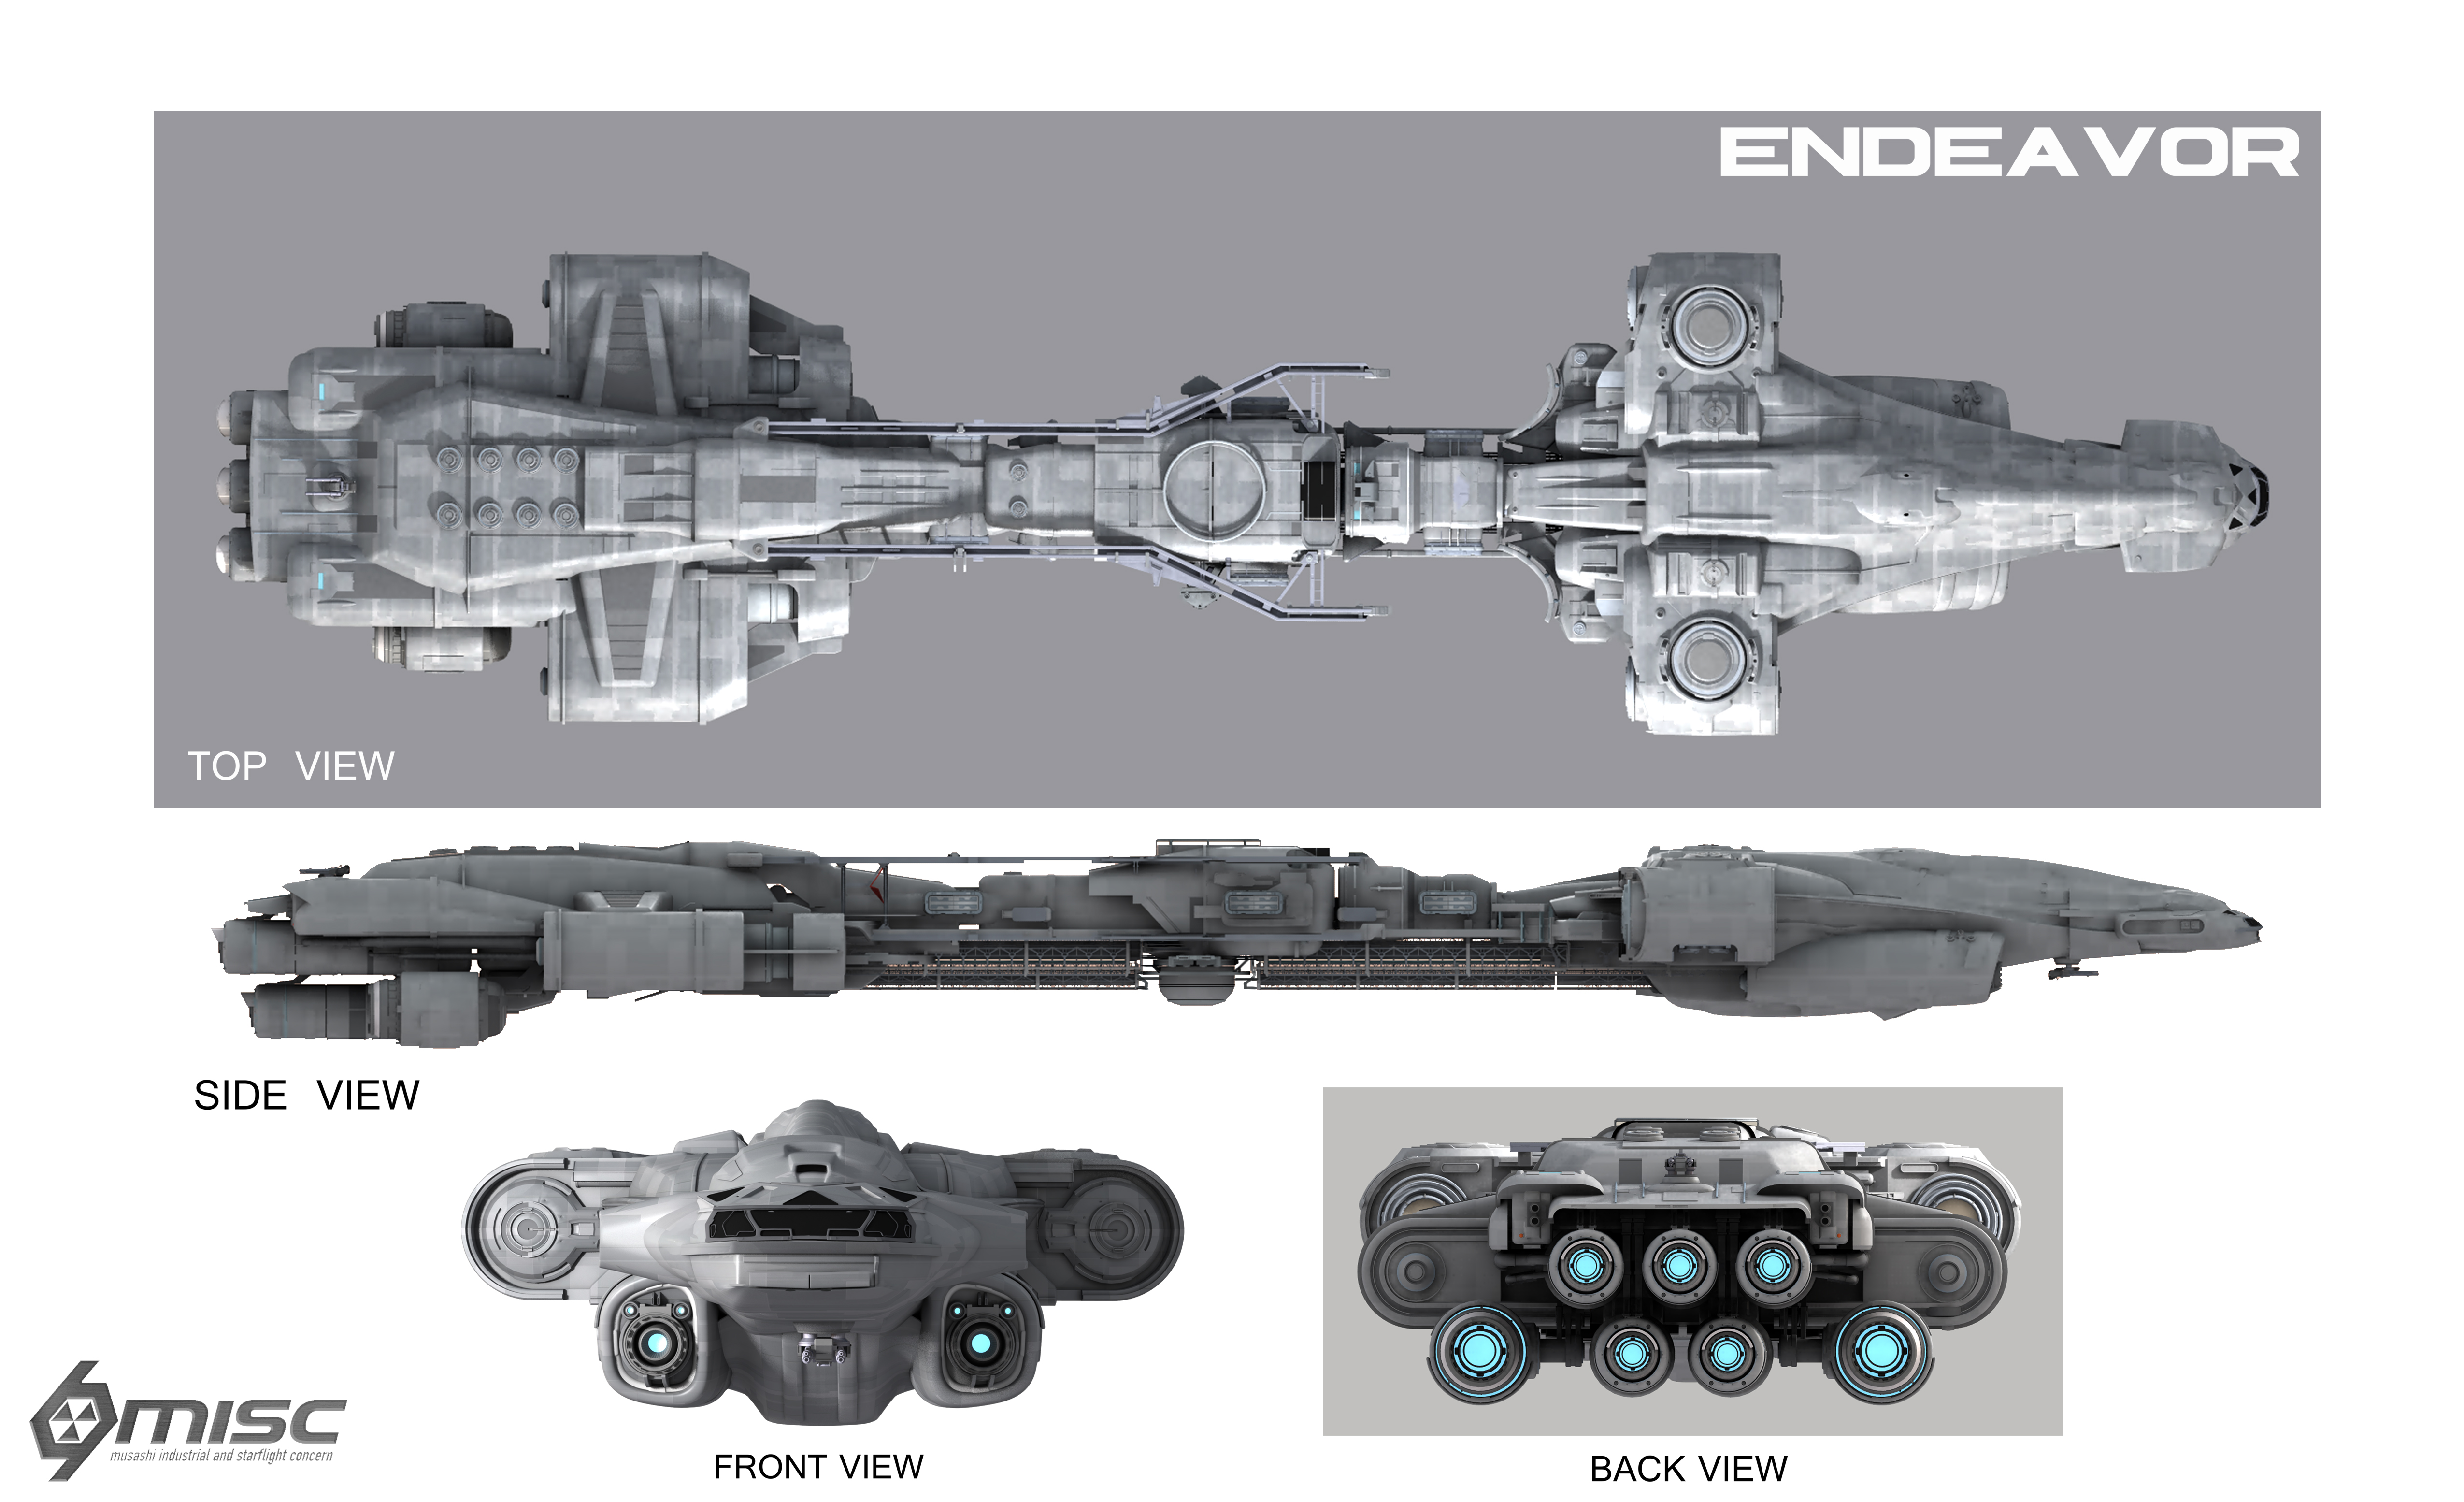 ENDEAVOR
TOP VIEW
SIDE VIEW
FRONT VIEW
BACK VIEW
MISC
musashi industrial and starflight concern